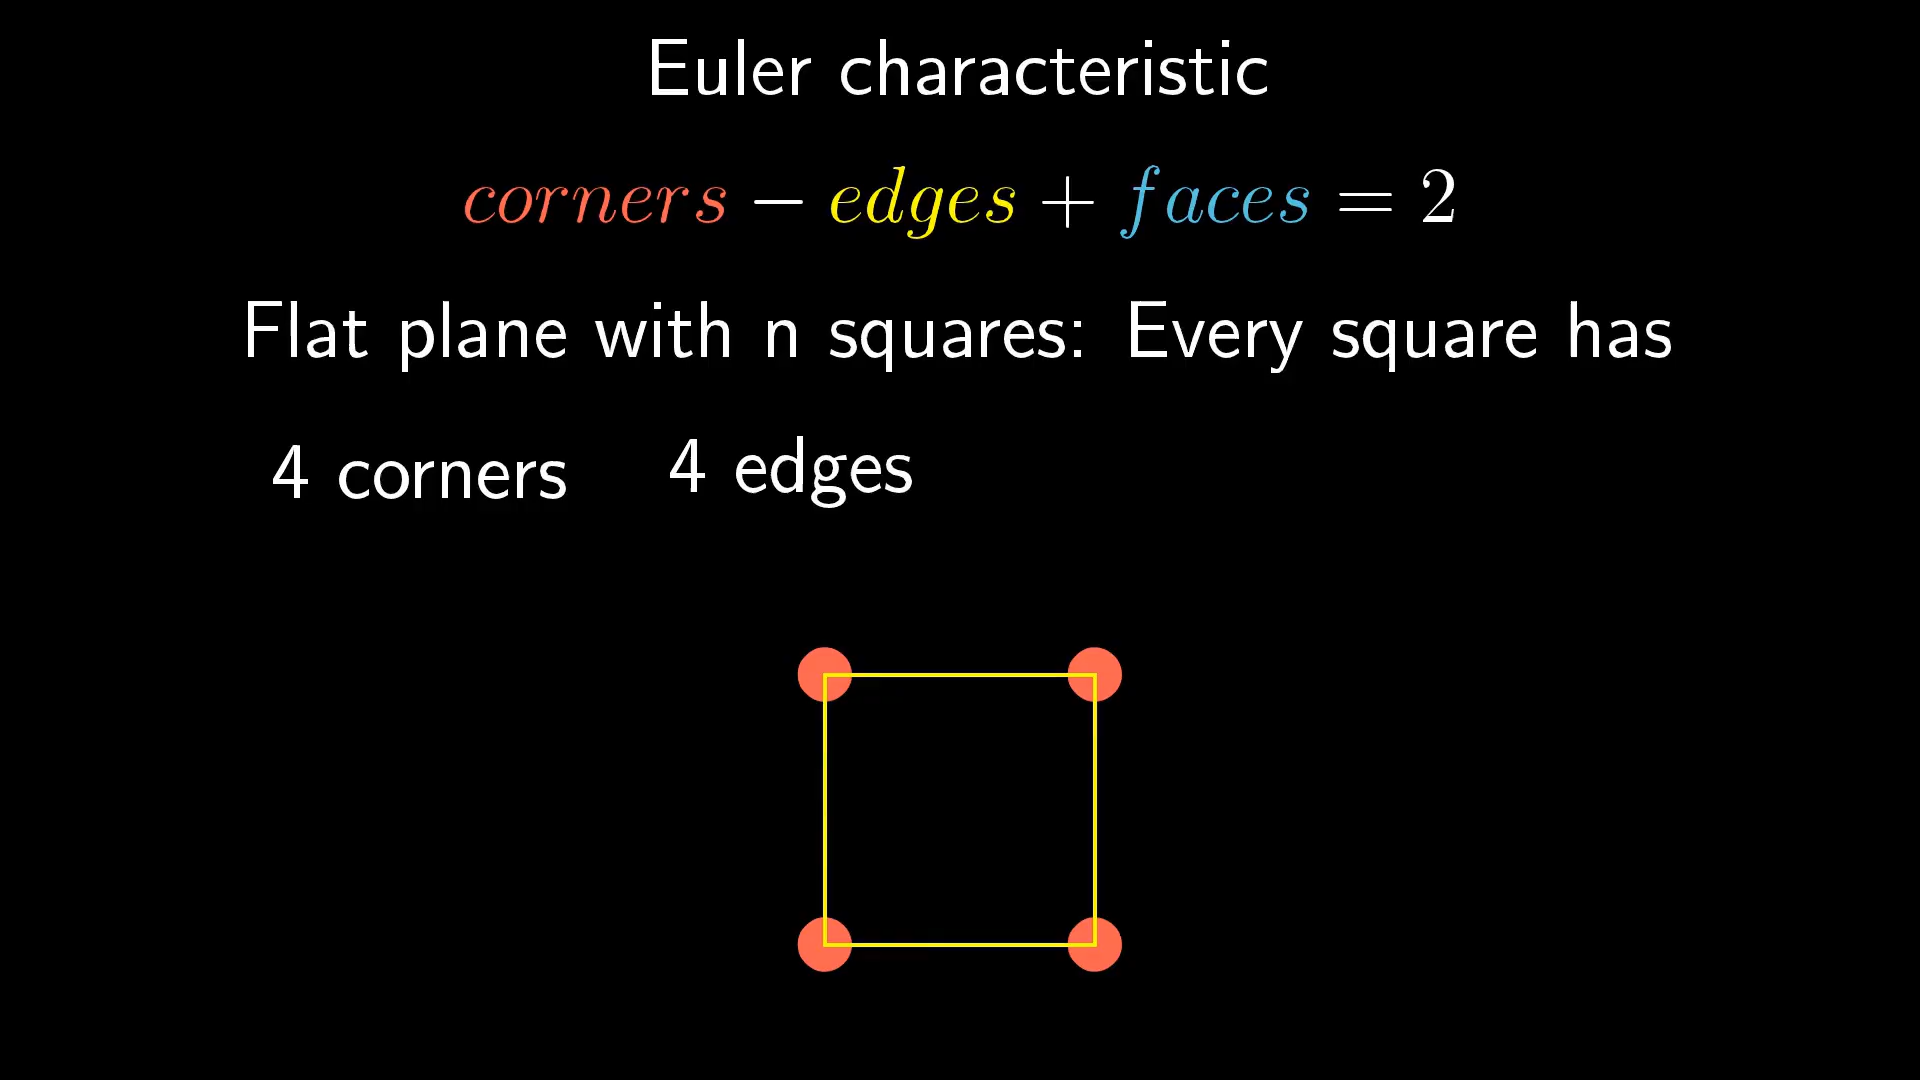 Euler characteristic
corners − edges + faces = 2
Flat plane with n squares: Every square has
4 corners 4 edges